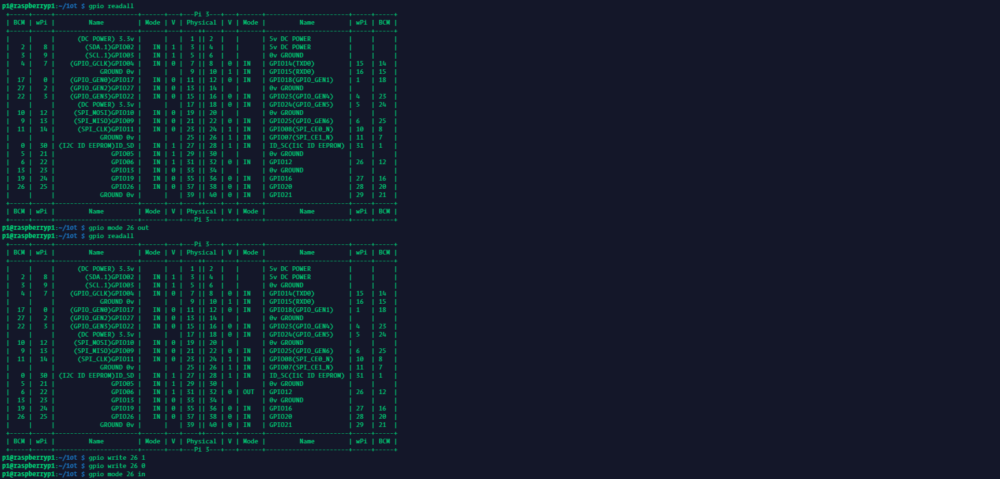 pi@raspberrypi:~/iot $ gpio readall
 +-----+-----+---------------------+------+---+---Pi 3---+---+------+---------------------+-----+-----+
 | BCM | wPi |         Name        | Mode | V | Physical | V | Mode |         Name        | wPi | BCM |
 +-----+-----+---------------------+------+---+----++----+---+------+---------------------+-----+-----+
 |     |     |      (DC POWER) 3.3v |      |   |  1 || 2  |   |      | 5v DC POWER         |     |     |
 |   2 |   8 |        (SDA.1)GPIO02 |   IN | 1 |  3 || 4  |   |      | 5v DC POWER         |     |     |
 |   3 |   9 |        (SCL.1)GPIO03 |   IN | 1 |  5 || 6  |   |      | 0v GROUND           |     |     |
 |   4 |   7 |    (GPIO_GCLK)GPIO04 |   IN | 0 |  7 || 8  | 0 | IN   | GPIO14(TXD0)        | 15  | 14  |
 |     |     |            GROUND 0v |      |   |  9 || 10 | 1 | IN   | GPIO15(RXD0)        | 16  | 15  |
 |  17 |   0 |    (GPIO_GEN0)GPIO17 |   IN | 0 | 11 || 12 | 0 | IN   | GPIO18(GPIO_GEN1)   | 1   | 18  |
 |  27 |   2 |    (GPIO_GEN2)GPIO27 |   IN | 0 | 13 || 14 |   |      | 0v GROUND           |     |     |
 |  22 |   3 |    (GPIO_GEN3)GPIO22 |   IN | 0 | 15 || 16 | 0 | IN   | GPIO23(GPIO_GEN4)   | 4   | 23  |
 |     |     |      (DC POWER) 3.3v |      |   | 17 || 18 | 0 | IN   | GPIO24(GPIO_GEN5)   | 5   | 24  |
 |  10 |  12 |     (SPI_MOSI)GPIO10 |   IN | 0 | 19 || 20 |   |      | 0v GROUND           |     |     |
 |   9 |  13 |     (SPI_MISO)GPIO09 |   IN | 0 | 21 || 22 | 0 | IN   | GPIO25(GPIO_GEN6)   | 6   | 25  |
 |  11 |  14 |      (SPI_CLK)GPIO11 |   IN | 0 | 23 || 24 | 1 | IN   | GPIO08(SPI_CE0_N)   | 10  | 8   |
 |     |     |            GROUND 0v |      |   | 25 || 26 | 1 | IN   | GPIO07(SPI_CE1_N)   | 11  | 7   |
 |   0 |  30 | (I2C ID EEPROM)ID_SD |   IN | 1 | 27 || 28 | 1 | IN   | ID_SC(I1C ID EEPROM) | 31  | 1   |
 |   5 |  21 |               GPIO05 |   IN | 1 | 29 || 30 |   |      | 0v GROUND           |     |     |
 |   6 |  22 |               GPIO06 |   IN | 1 | 31 || 32 | 0 | IN   | GPIO12              | 26  | 12  |
 |  13 |  23 |               GPIO13 |   IN | 0 | 33 || 34 |   |      | 0v GROUND           |     |     |
 |  19 |  24 |               GPIO19 |   IN | 0 | 35 || 36 | 0 | IN   | GPIO16              | 27  | 16  |
 |  26 |  25 |               GPIO26 |   IN | 0 | 37 || 38 | 0 | IN   | GPIO20              | 28  | 20  |
 |     |     |            GROUND 0v |      |   | 39 || 40 | 0 | IN   | GPIO21              | 29  | 21  |
 +-----+-----+---------------------+------+---+----++----+---+------+---------------------+-----+-----+
 | BCM | wPi |         Name        | Mode | V | Physical | V | Mode |         Name        | wPi | BCM |
 +-----+-----+---------------------+------+---+---Pi 3---+---+------+---------------------+-----+-----+
pi@raspberrypi:~/iot $ gpio mode 26 out
pi@raspberrypi:~/iot $ gpio readall
 +-----+-----+---------------------+------+---+---Pi 3---+---+------+---------------------+-----+-----+
 | BCM | wPi |         Name        | Mode | V | Physical | V | Mode |         Name        | wPi | BCM |
 +-----+-----+---------------------+------+---+----++----+---+------+---------------------+-----+-----+
 |     |     |      (DC POWER) 3.3v |      |   |  1 || 2  |   |      | 5v DC POWER         |     |     |
 |   2 |   8 |        (SDA.1)GPIO02 |   IN | 1 |  3 || 4  |   |      | 5v DC POWER         |     |     |
 |   3 |   9 |        (SCL.1)GPIO03 |   IN | 1 |  5 || 6  |   |      | 0v GROUND           |     |     |
 |   4 |   7 |    (GPIO_GCLK)GPIO04 |   IN | 0 |  7 || 8  | 0 | IN   | GPIO14(TXD0)        | 15  | 14  |
 |     |     |            GROUND 0v |      |   |  9 || 10 | 1 | IN   | GPIO15(RXD0)        | 16  | 15  |
 |  17 |   0 |    (GPIO_GEN0)GPIO17 |   IN | 0 | 11 || 12 | 0 | IN   | GPIO18(GPIO_GEN1)   | 1   | 18  |
 |  27 |   2 |    (GPIO_GEN2)GPIO27 |   IN | 0 | 13 || 14 |   |      | 0v GROUND           |     |     |
 |  22 |   3 |    (GPIO_GEN3)GPIO22 |   IN | 0 | 15 || 16 | 0 | IN   | GPIO23(GPIO_GEN4)   | 4   | 23  |
 |     |     |      (DC POWER) 3.3v |      |   | 17 || 18 | 0 | IN   | GPIO24(GPIO_GEN5)   | 5   | 24  |
 |  10 |  12 |     (SPI_MOSI)GPIO10 |   IN | 0 | 19 || 20 |   |      | 0v GROUND           |     |     |
 |   9 |  13 |     (SPI_MISO)GPIO09 |   IN | 0 | 21 || 22 | 0 | IN   | GPIO25(GPIO_GEN6)   | 6   | 25  |
 |  11 |  14 |      (SPI_CLK)GPIO11 |   IN | 0 | 23 || 24 | 1 | IN   | GPIO08(SPI_CE0_N)   | 10  | 8   |
 |     |     |            GROUND 0v |      |   | 25 || 26 | 1 | IN   | GPIO07(SPI_CE1_N)   | 11  | 7   |
 |   0 |  30 | (I2C ID EEPROM)ID_SD |   IN | 1 | 27 || 28 | 1 | IN   | ID_SC(I1C ID EEPROM) | 31  | 1   |
 |   5 |  21 |               GPIO05 |   IN | 1 | 29 || 30 |   |      | 0v GROUND           |     |     |
 |   6 |  22 |               GPIO06 |   IN | 1 | 31 || 32 | 0 | OUT  | GPIO12              | 26  | 12  |
 |  13 |  23 |               GPIO13 |   IN | 0 | 33 || 34 |   |      | 0v GROUND           |     |     |
 |  19 |  24 |               GPIO19 |   IN | 0 | 35 || 36 | 0 | IN   | GPIO16              | 27  | 16  |
 |  26 |  25 |               GPIO26 |   IN | 0 | 37 || 38 | 0 | IN   | GPIO20              | 28  | 20  |
 |     |     |            GROUND 0v |      |   | 39 || 40 | 0 | IN   | GPIO21              | 29  | 21  |
 +-----+-----+---------------------+------+---+----++----+---+------+---------------------+-----+-----+
 | BCM | wPi |         Name        | Mode | V | Physical | V | Mode |         Name        | wPi | BCM |
 +-----+-----+---------------------+------+---+---Pi 3---+---+------+---------------------+-----+-----+
pi@raspberrypi:~/iot $ gpio write 26 1
pi@raspberrypi:~/iot $ gpio write 26 0
pi@raspberrypi:~/iot $ gpio mode 26 in